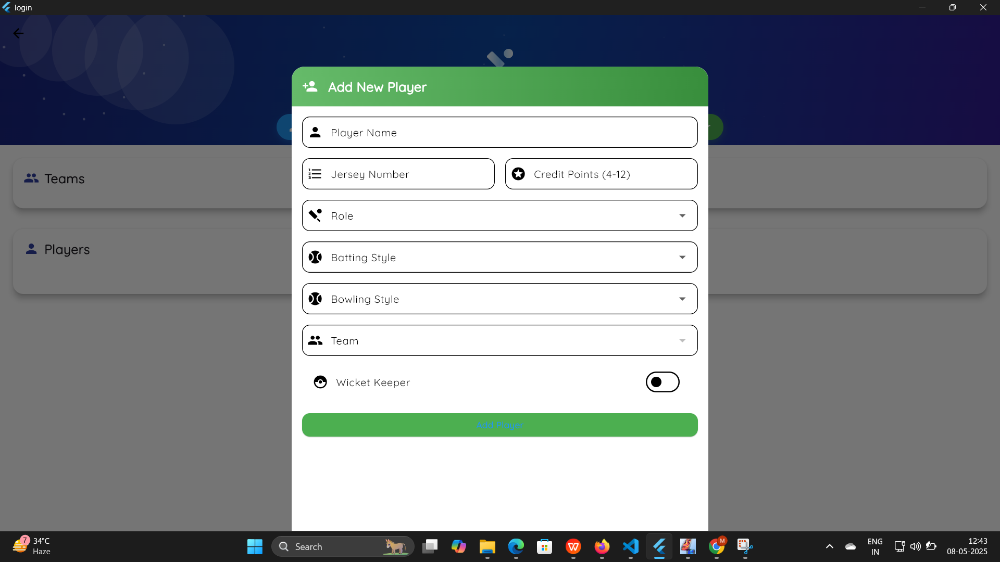 login
Add New Player
Player Name
Jersey Number
Credit Points (4-12)
Role
Batting Style
Bowling Style
Team
Wicket Keeper
Add Player
Teams
Players
7
34°C
Haze
Search
M
ENG
IN
12:43
08-05-2025